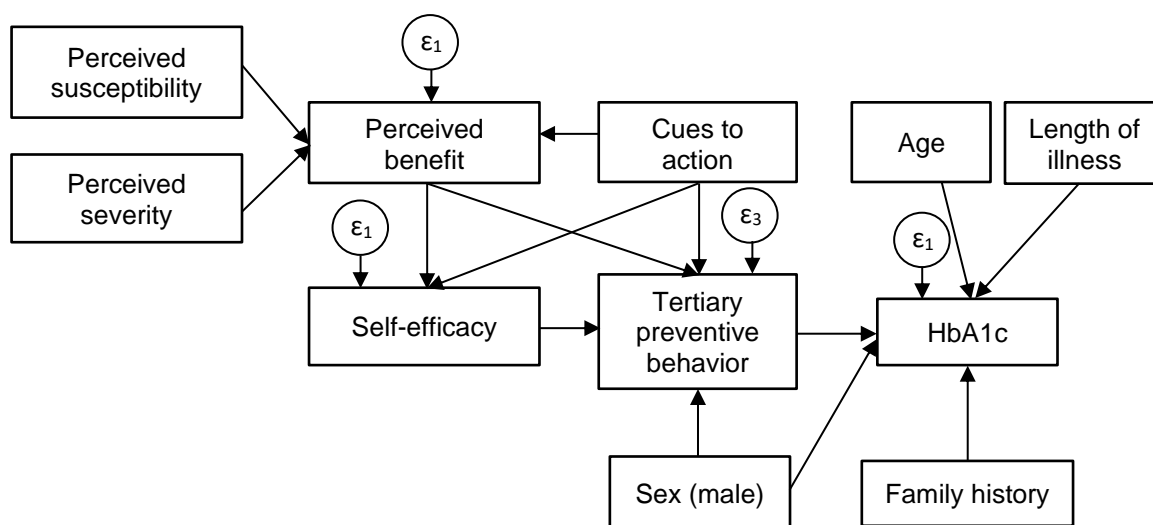 Perceived
susceptibility
ε1
Perceived
benefit
Cues to
action
Age
Length of
illness
Perceived
severity
ε1
ε3
ε1
Self-efficacy
Tertiary
preventive
behavior
HbA1c
Sex (male)
Family history